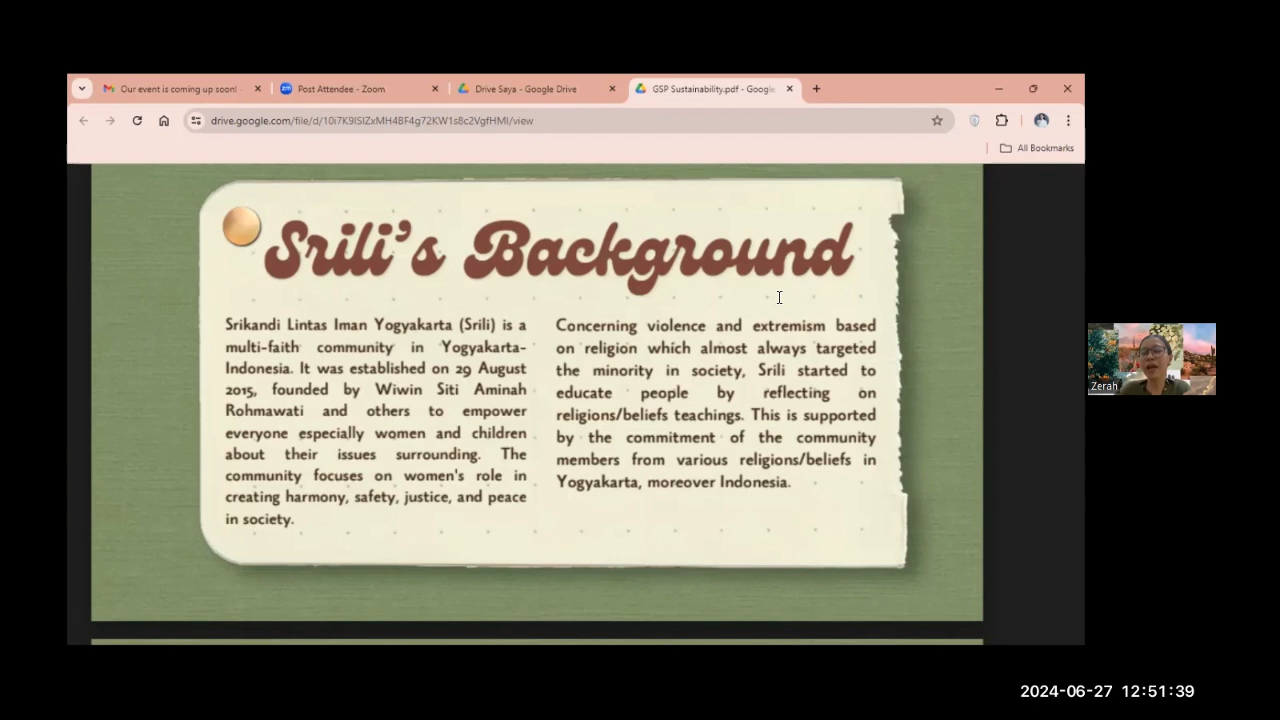 Our event is coming up soon! -
Post Attendee - Zoom
Drive Saya - Google Drive
GSP Sustainability.pdf - Google
drive.google.com/file/d/10i7K9lSlZxMH4BF4g72KW1s8c2VgfHMl/view
All Bookmarks
Srili's Background
Srikandi Lintas Iman Yogyakarta (Srili) is a
multi-faith community in Yogyakarta-
Indonesia. It was established on 29 August
2015, founded by Wiwin Siti Aminah
Rohmawati and others to empower
everyone especially women and children
about their issues surrounding. The
community focuses on women's role in
creating harmony, safety, justice, and peace
in society.
Concerning violence and extremism based
on religion which almost always targeted
the minority in society, Srili started to
educate people by reflecting on
religions/beliefs teachings. This is supported
by the commitment of the community
members from various religions/beliefs in
Yogyakarta, moreover Indonesia.
Zerah
2024-06-27 12:51:39